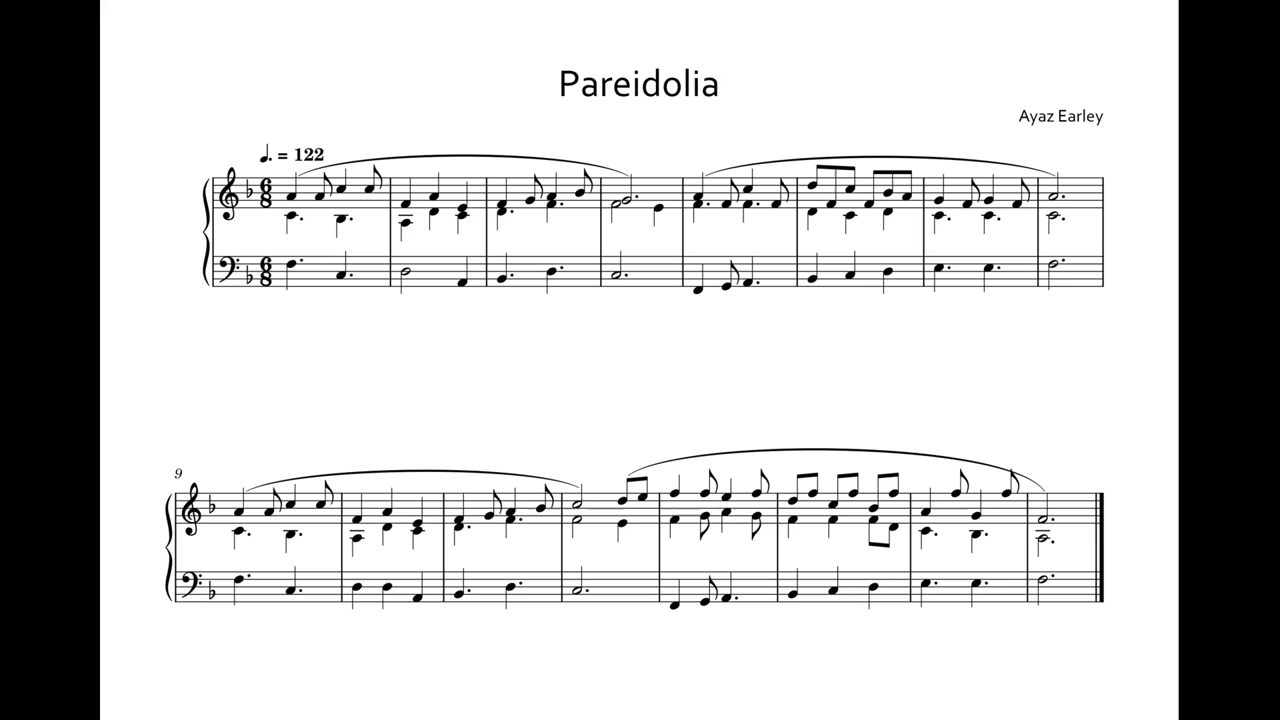 Pareidolia
Ayaz Earley
♩. = 122
6
8
6
8
9